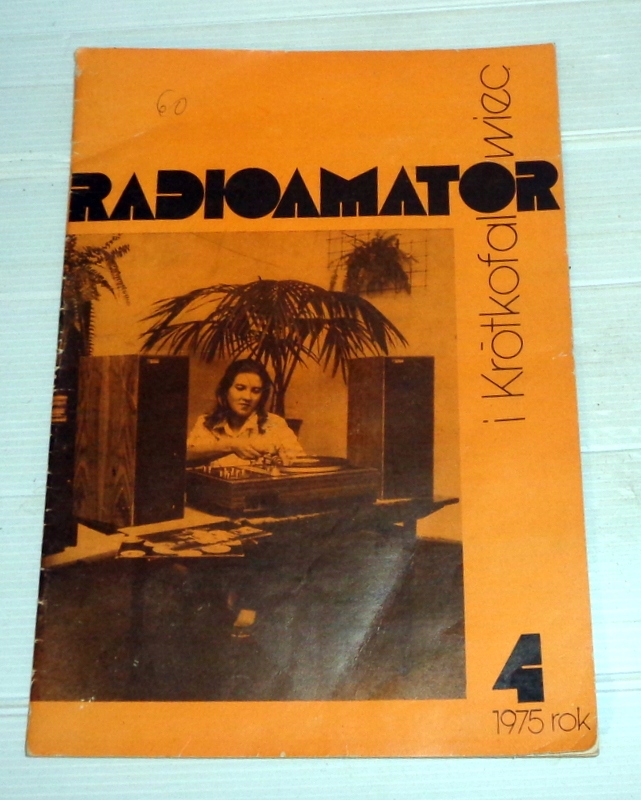 60
RADIOAMATOR
i Krótkofalowiec
4
1975 rok